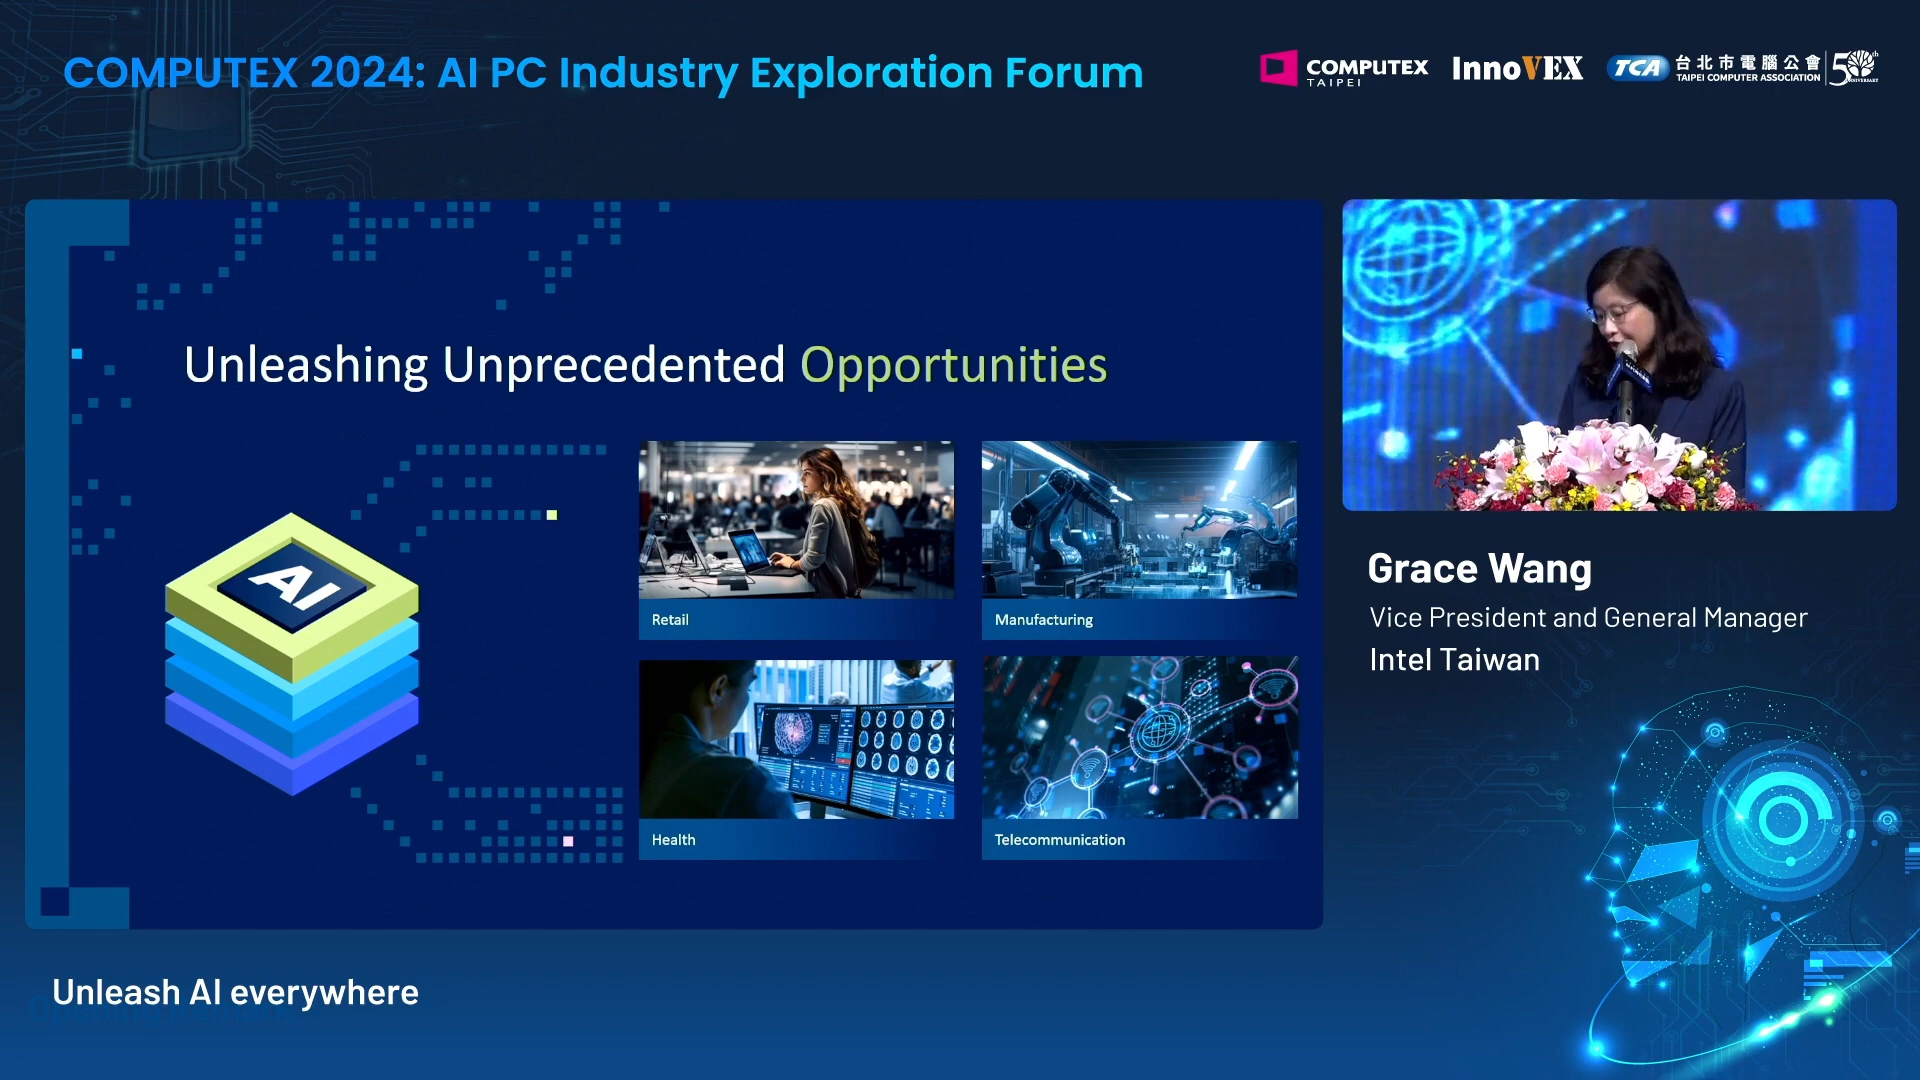 COMPUTEX 2024: AI PC Industry Exploration Forum
COMPUTEX
TAIPEI
InnoVEX
TCA
台北市電腦公會
TAIPEI COMPUTER ASSOCIATION
50th
ANNIVERSARY
Unleashing Unprecedented Opportunities
AI
Retail
Manufacturing
Health
Telecommunication
Grace Wang
Vice President and General Manager
Intel Taiwan
Unleash AI everywhere